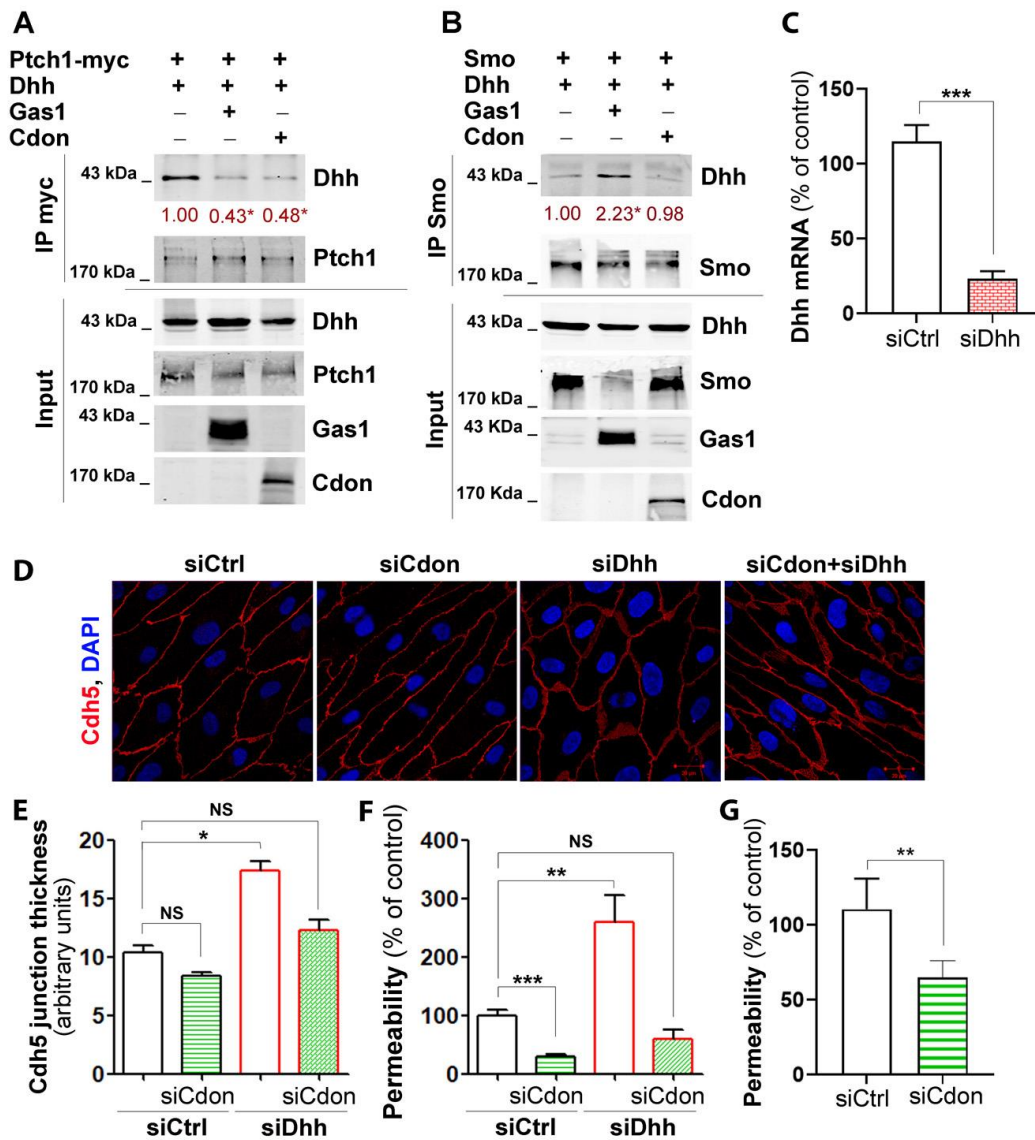 A
Ptch1-myc + + +
Dhh + + +
Gas1 – + –
Cdon – – +
IP myc
43 kDa _
Dhh
1.00 0.43* 0.48*
Ptch1
170 kDa _
Input
43 kDa _
Dhh
Ptch1
170 kDa _
43 kDa _
Gas1
170 kDa _
Cdon
B
Smo + + +
Dhh + + +
Gas1 – + –
Cdon – – +
IP Smo
43 kDa _
Dhh
1.00 2.23* 0.98
Smo
170 kDa _
Input
43 kDa _
Dhh
Smo
170 kDa _
43 KDa _
Gas1
170 Kda _
Cdon
C
Dhh mRNA (% of control)
150
100
50
0
***
siCtrl siDhh
D
siCtrl siCdon siDhh siCdon+siDhh
Cdh5, DAPI
E
Cdh5 junction thickness
(arbitrary units)
20
15
10
5
0
NS
*
NS
siCdon siCdon
siCtrl siDhh
F
Permeability (% of control)
400
300
200
100
0
NS
**
***
siCdon siCdon
siCtrl siDhh
G
Permeability (% of control)
150
100
50
0
**
siCtrl siCdon